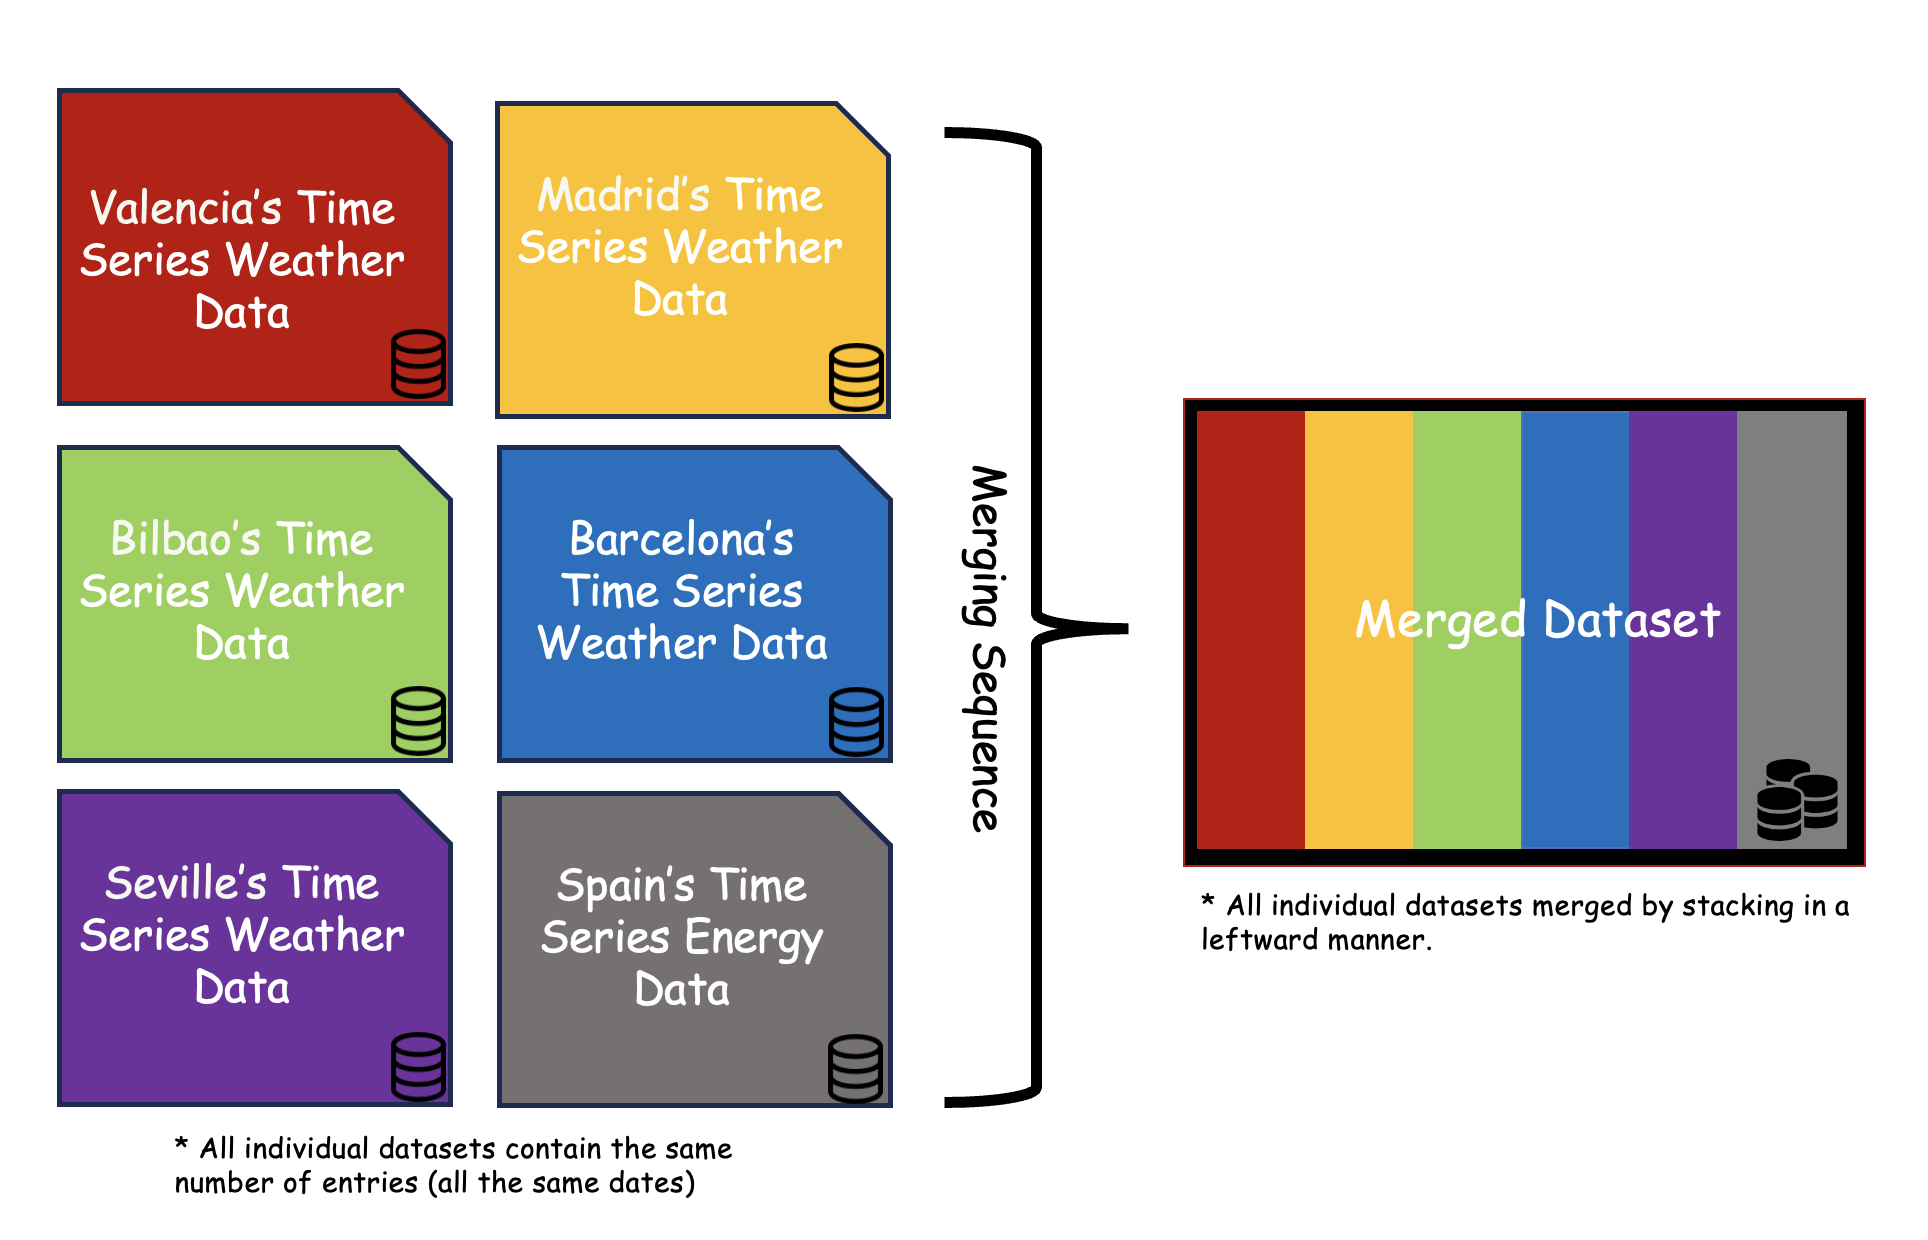 Valencia's Time
Series Weather
Data
Madrid's Time
Series Weather
Data
Bilbao's Time
Series Weather
Data
Barcelona's
Time Series
Weather Data
Seville's Time
Series Weather
Data
Spain's Time
Series Energy
Data
* All individual datasets contain the same
number of entries (all the same dates)
Merging Sequence
Merged Dataset
* All individual datasets merged by stacking in a
leftward manner.